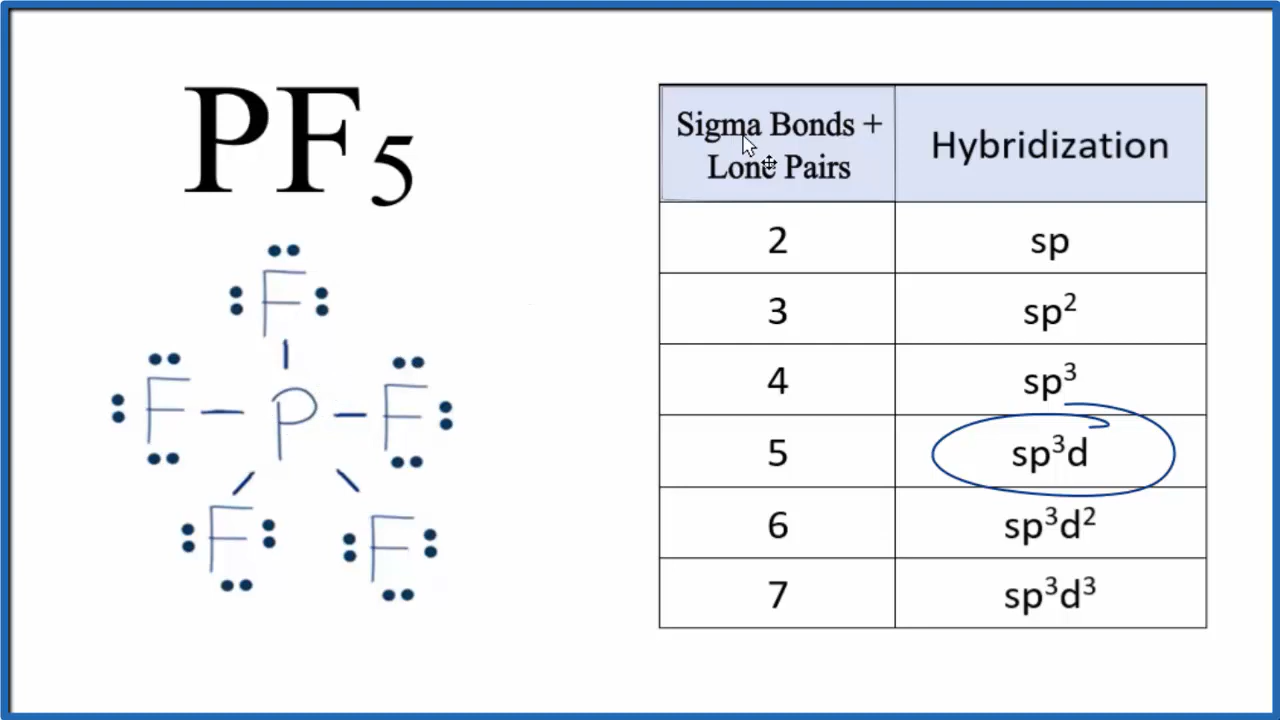 PF₅
F
F – P – F
F F
Sigma Bonds +
Lone Pairs
Hybridization
2 sp
3 sp²
4 sp³
5 sp³d
6 sp³d²
7 sp³d³